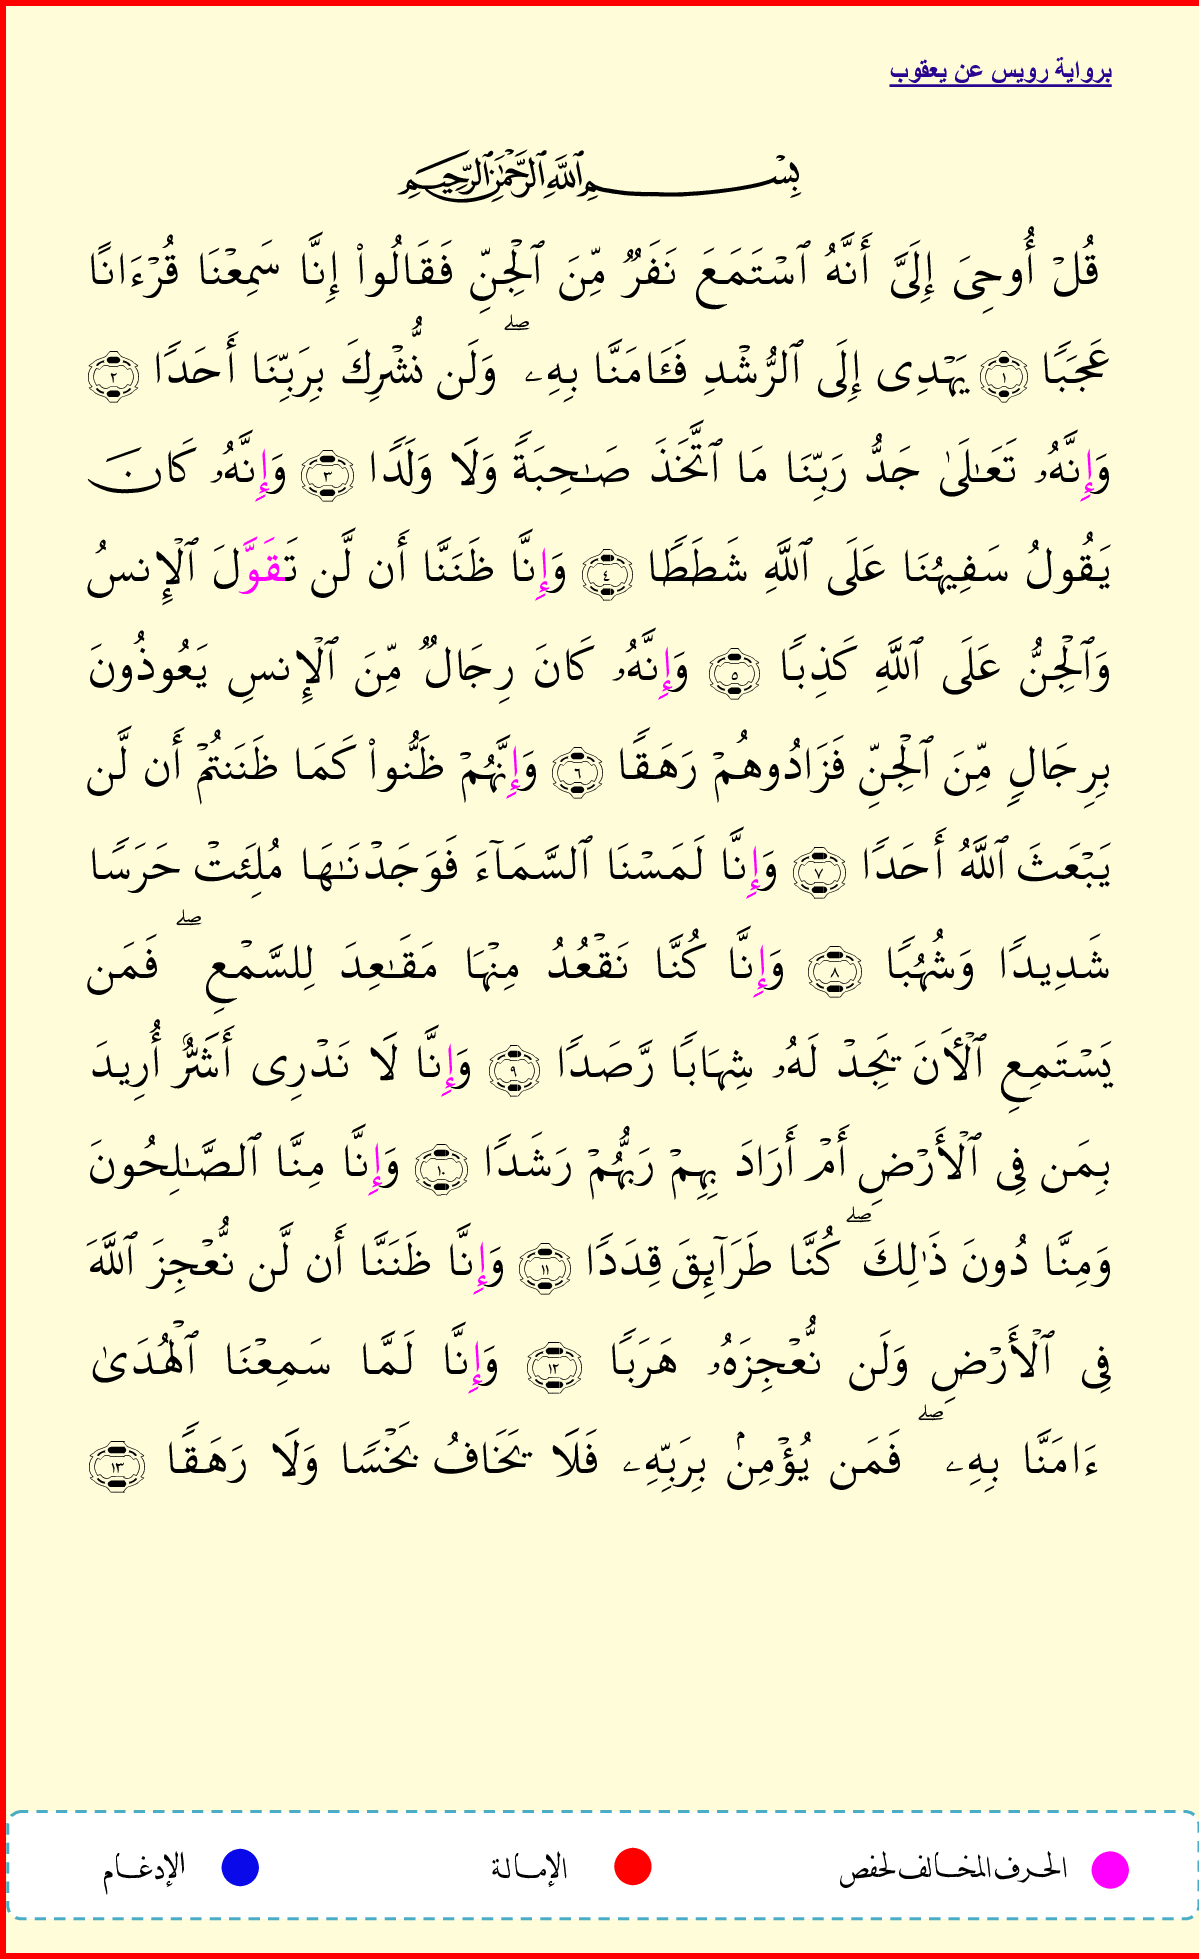 برواية رويس عن يعقوب
بِسْمِ ٱللَّهِ ٱلرَّحْمَٰنِ ٱلرَّحِيمِ
قُلْ أُوحِىَ إِلَىَّ أَنَّهُ ٱسْتَمَعَ نَفَرٌ مِّنَ ٱلْجِنِّ فَقَالُوا۟ إِنَّا سَمِعْنَا قُرْءَانًا
عَجَبًا ١ يَهْدِى إِلَى ٱلرُّشْدِ فَـَٔامَنَّا بِهِۦ ۖ وَلَن نُّشْرِكَ بِرَبِّنَا أَحَدًا ٢
وَإِنَّهُۥ تَعَـٰلَىٰ جَدُّ رَبِّنَا مَا ٱتَّخَذَ صَـٰحِبَةً وَلَا وَلَدًا ٣ وَإِنَّهُۥ كَانَ
يَقُولُ سَفِيهُنَا عَلَى ٱللَّهِ شَطَطًا ٤ وَإِنَّا ظَنَنَّا أَن لَّن تَقَوَّلَ ٱلْإِنسُ
وَٱلْجِنُّ عَلَى ٱللَّهِ كَذِبًا ٥ وَإِنَّهُۥ كَانَ رِجَالٌ مِّنَ ٱلْإِنسِ يَعُوذُونَ
بِرِجَالٍ مِّنَ ٱلْجِنِّ فَزَادُوهُمْ رَهَقًا ٦ وَإِنَّهُمْ ظَنُّوا۟ كَمَا ظَنَنتُمْ أَن لَّن
يَبْعَثَ ٱللَّهُ أَحَدًا ٧ وَإِنَّا لَمَسْنَا ٱلسَّمَآءَ فَوَجَدْنَـٰهَا مُلِئَتْ حَرَسًا
شَدِيدًا وَشُهُبًا ٨ وَإِنَّا كُنَّا نَقْعُدُ مِنْهَا مَقَـٰعِدَ لِلسَّمْعِ ۖ فَمَن
يَسْتَمِعِ ٱلْـَٔانَ يَجِدْ لَهُۥ شِهَابًا رَّصَدًا ٩ وَإِنَّا لَا نَدْرِى أَشَرٌّ أُرِيدَ
بِمَن فِى ٱلْأَرْضِ أَمْ أَرَادَ بِهِمْ رَبُّهُمْ رَشَدًا ١٠ وَإِنَّا مِنَّا ٱلصَّـٰلِحُونَ
وَمِنَّا دُونَ ذَٰلِكَ ۖ كُنَّا طَرَآئِقَ قِدَدًا ١١ وَإِنَّا ظَنَنَّا أَن لَّن نُّعْجِزَ ٱللَّهَ
فِى ٱلْأَرْضِ وَلَن نُّعْجِزَهُۥ هَرَبًا ١٢ وَإِنَّا لَمَّا سَمِعْنَا ٱلْهُدَىٰ
ءَامَنَّا بِهِۦ ۖ فَمَن يُؤْمِنۢ بِرَبِّهِۦ فَلَا يَخَافُ بَخْسًا وَلَا رَهَقًا ١٣
الحرف المخالف لحفص الإمالة الإدغام